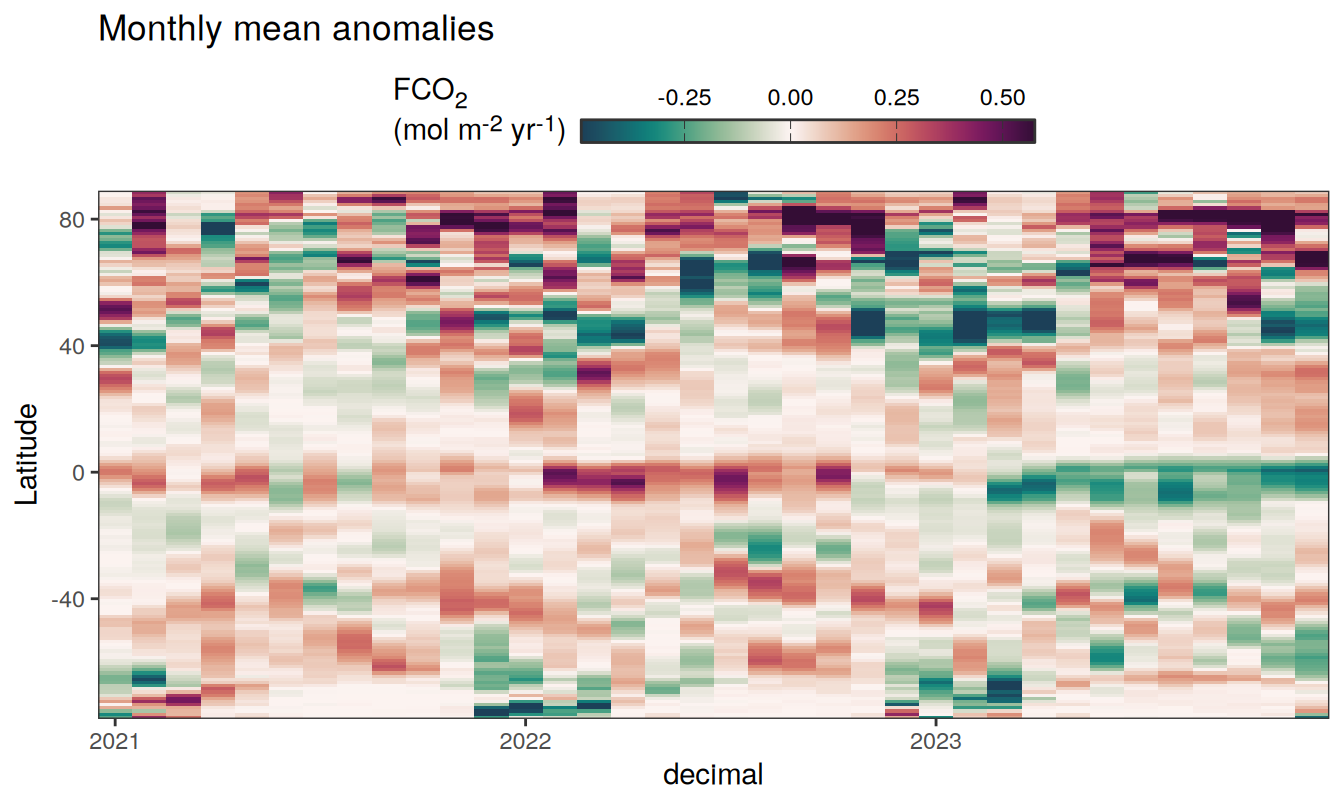 Monthly mean anomalies
FCO₂
(mol m⁻² yr⁻¹)
-0.25 0.00 0.25 0.50
Latitude
80
40
0
-40
2021 2022 2023
decimal